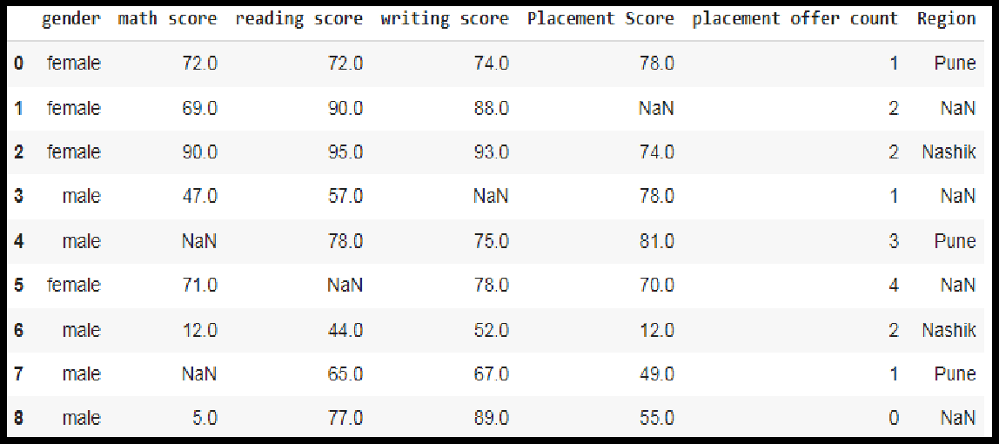 gender math score reading score writing score Placement Score placement offer count Region
0 female 72.0 72.0 74.0 78.0 1 Pune
1 female 69.0 90.0 88.0 NaN 2 NaN
2 female 90.0 95.0 93.0 74.0 2 Nashik
3 male 47.0 57.0 NaN 78.0 1 NaN
4 male NaN 78.0 75.0 81.0 3 Pune
5 female 71.0 NaN 78.0 70.0 4 NaN
6 male 12.0 44.0 52.0 12.0 2 Nashik
7 male NaN 65.0 67.0 49.0 1 Pune
8 male 5.0 77.0 89.0 55.0 0 NaN